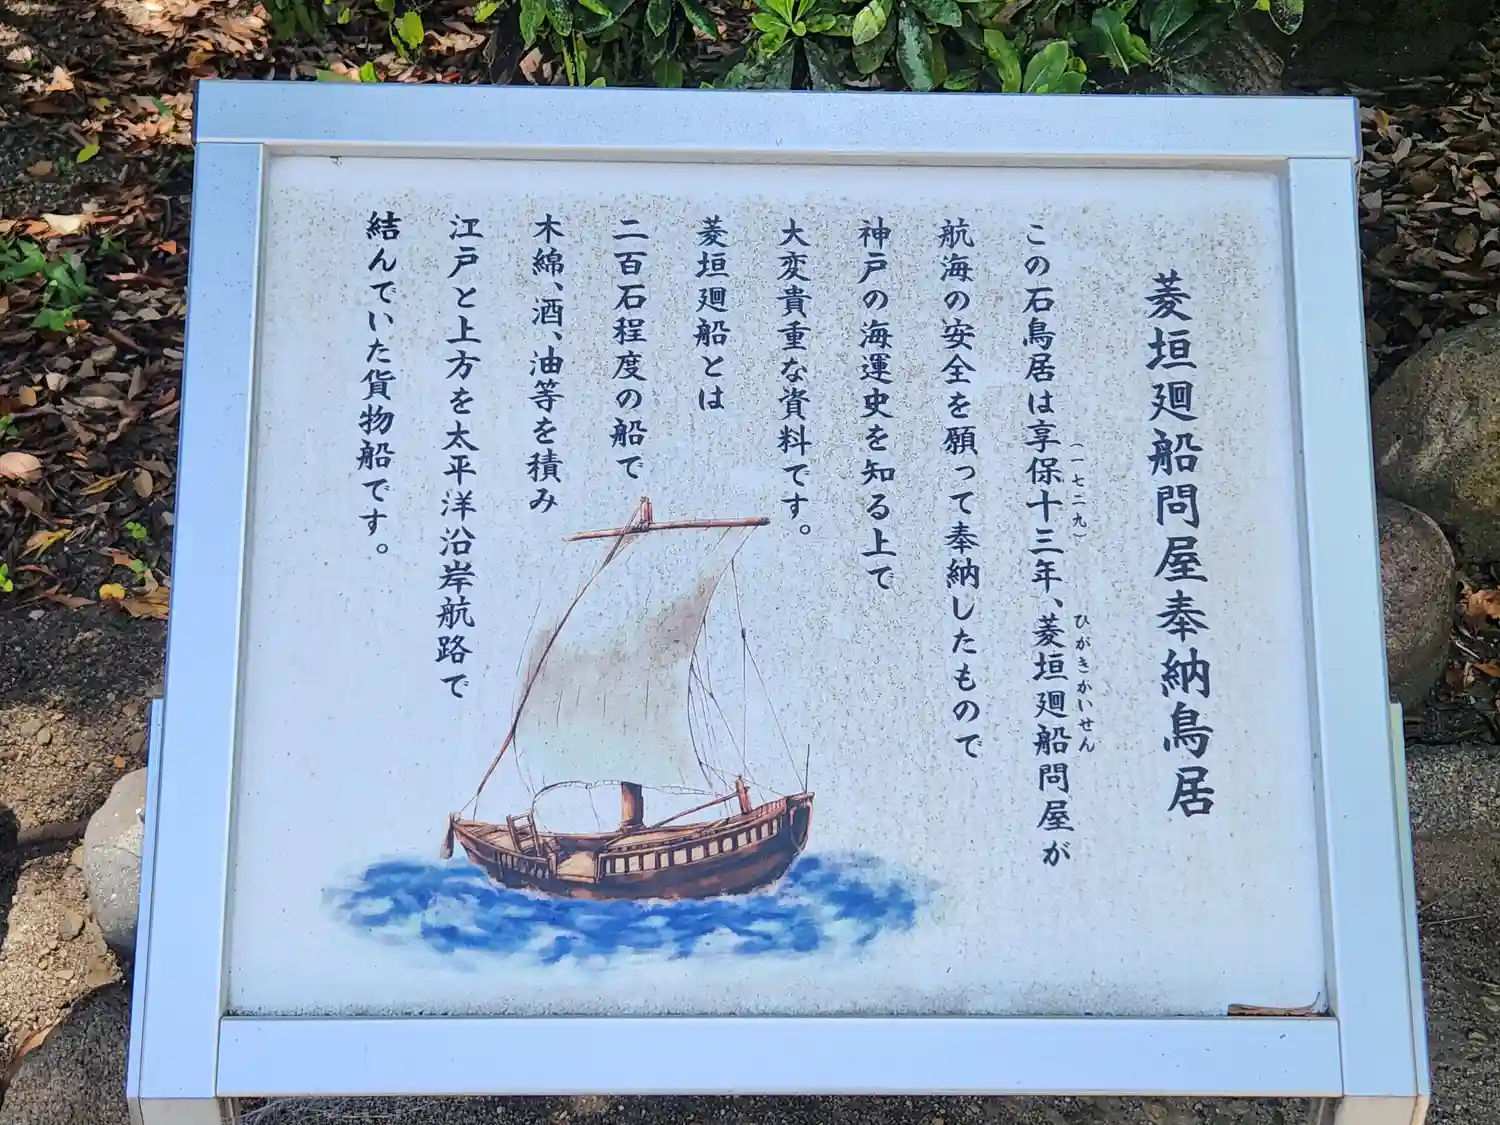 菱垣廻船問屋奉納鳥居
この石鳥居は享保十三年、菱垣廻船問屋が
(一七二九)
ひがきかいせん
航海の安全を願って奉納したもので
神戸の海運史を知る上で
大変貴重な資料です。
菱垣廻船とは
二百石程度の船で
木綿、酒、油等を積み
江戸と上方を太平洋沿岸航路で
結んでいた貨物船です。